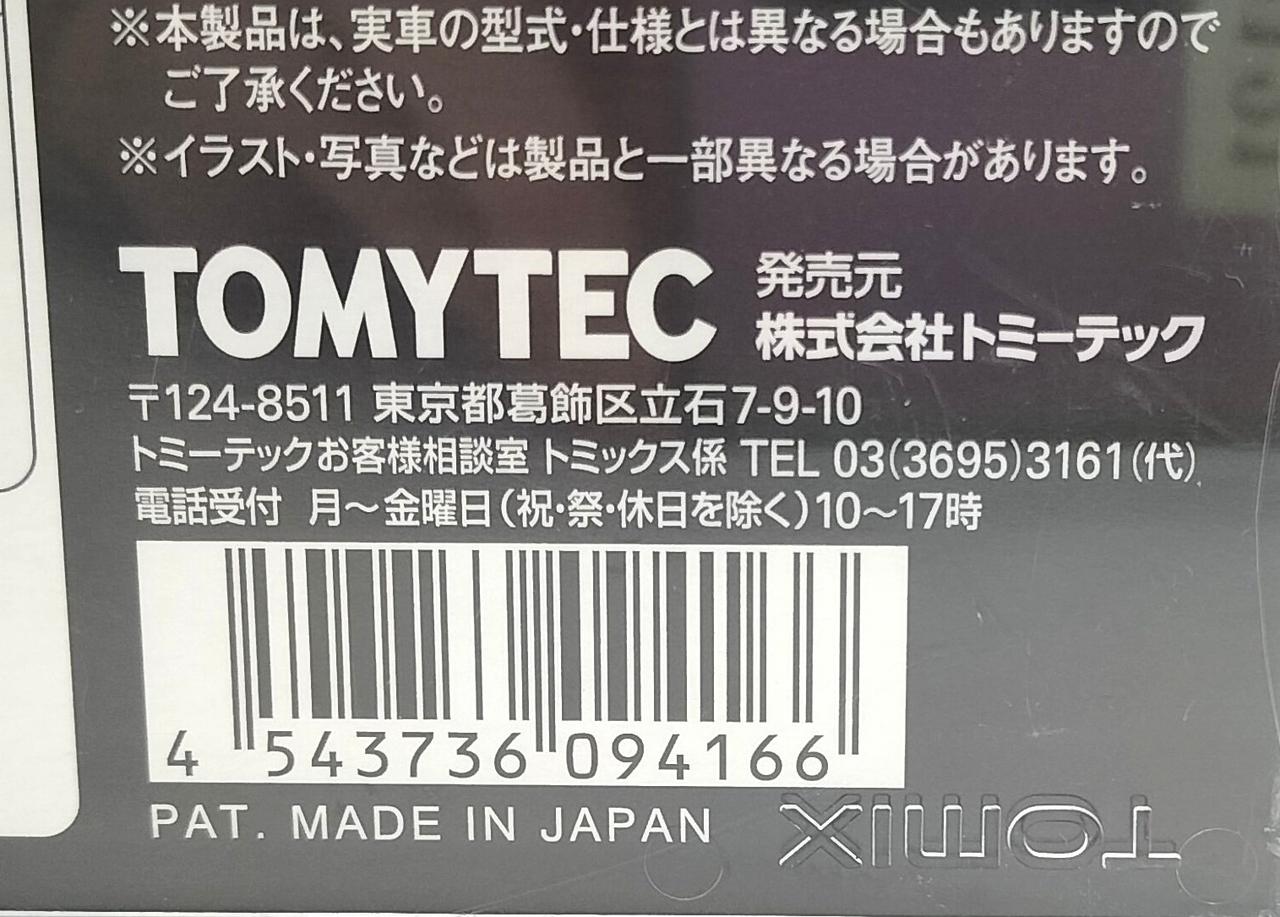 ※本製品は、実車の型式・仕様とは異なる場合もありますので
ご了承ください。
※イラスト・写真などは製品と一部異なる場合があります。
TOMYTEC
発売元
株式会社トミーテック
〒124-8511 東京都葛飾区立石7-9-10
トミーテックお客様相談室 トミックス係 TEL 03(3695)3161(代)
電話受付 月〜金曜日(祝・祭・休日を除く)10〜17時
4 543736 094166
PAT. MADE IN JAPAN
TOMIX